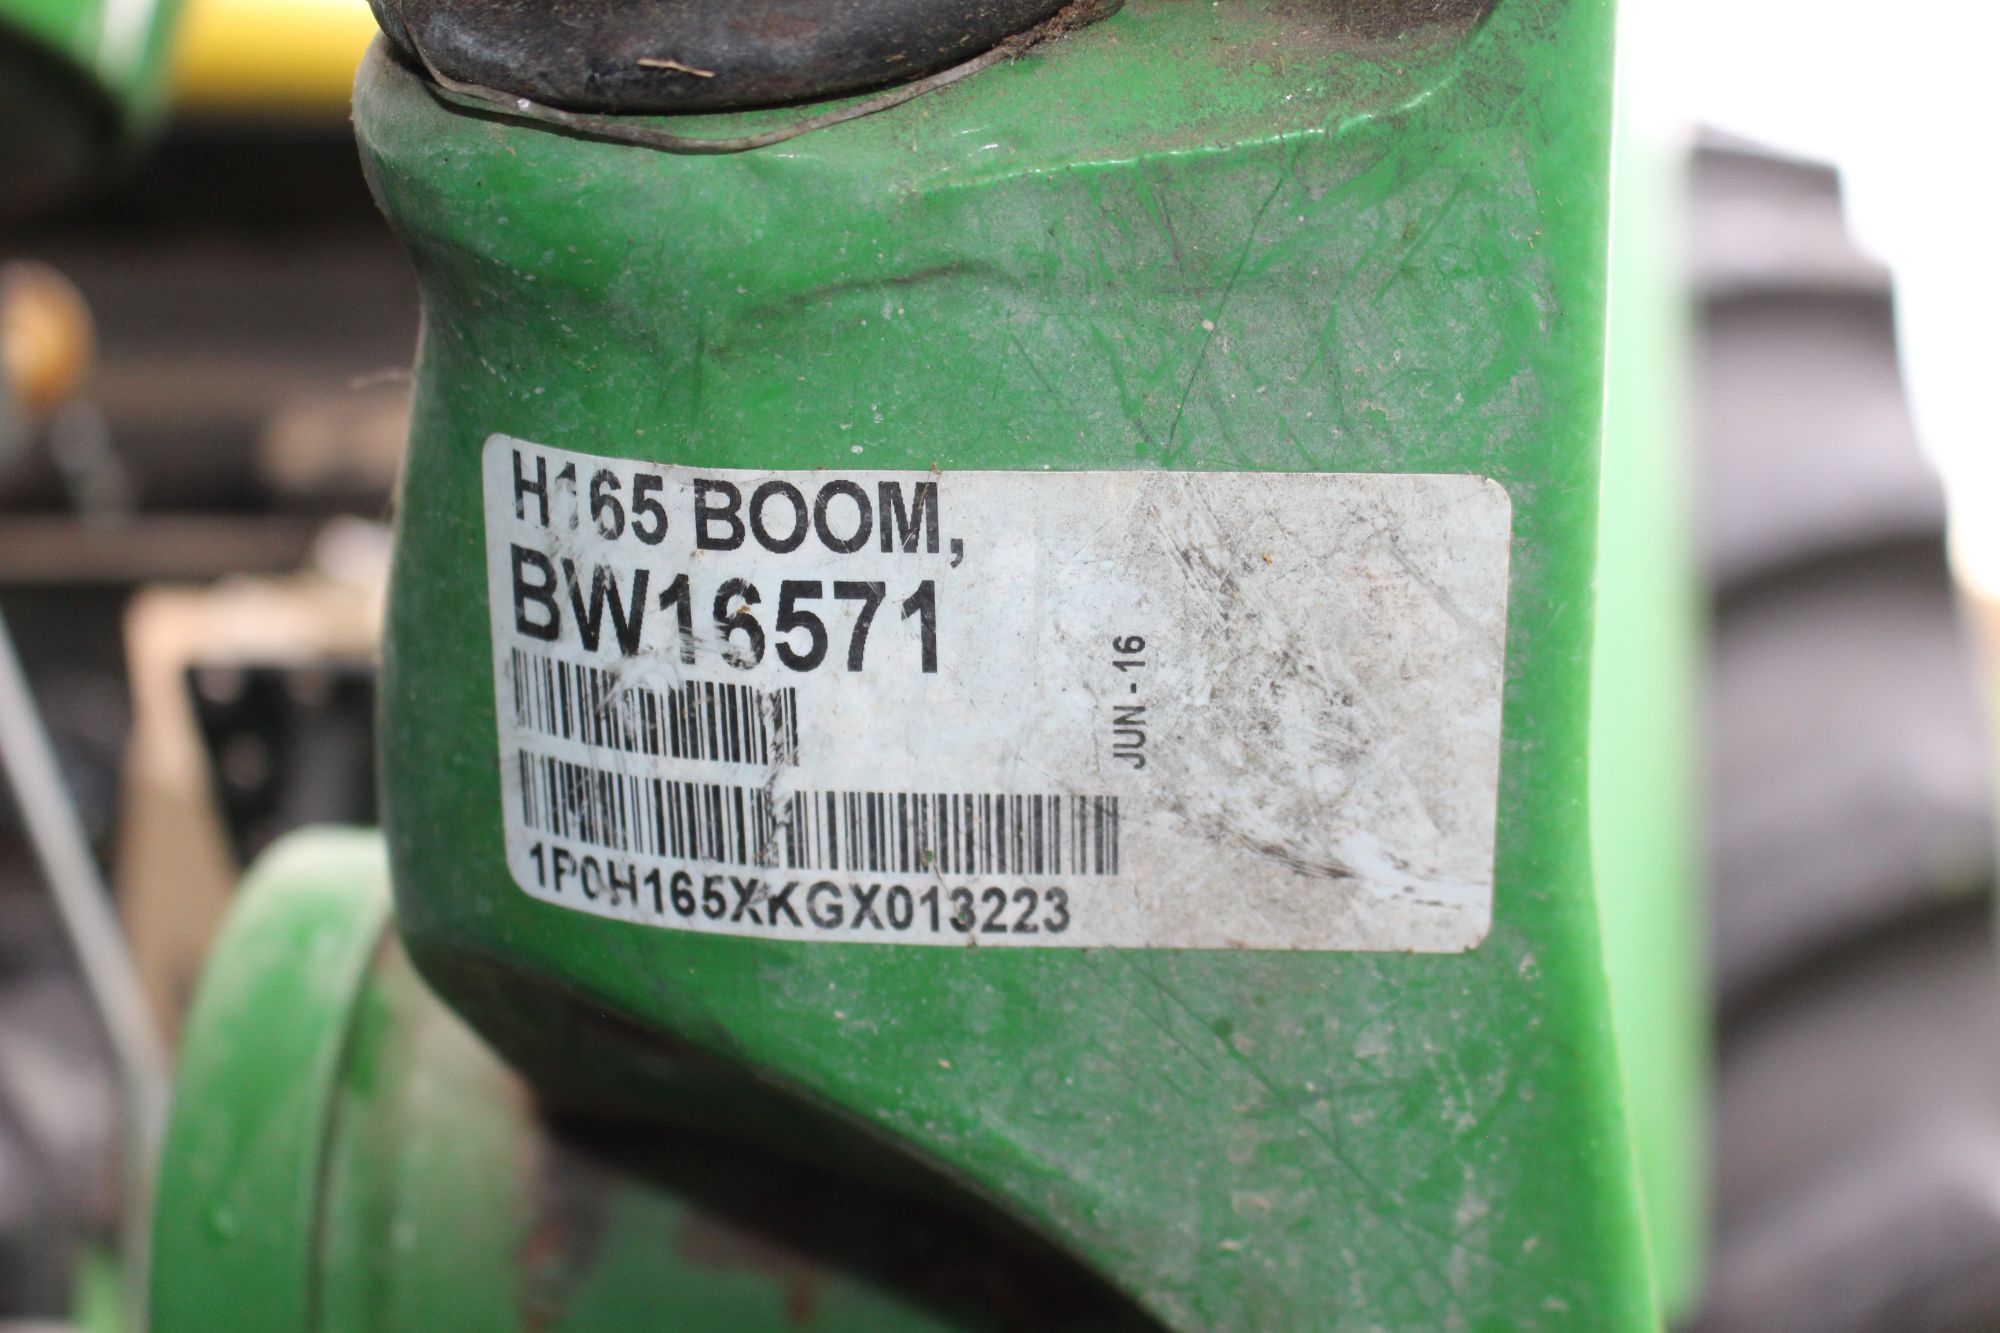 H165 BOOM,
BW16571
JUN - 16
1P0H165XKGX013223